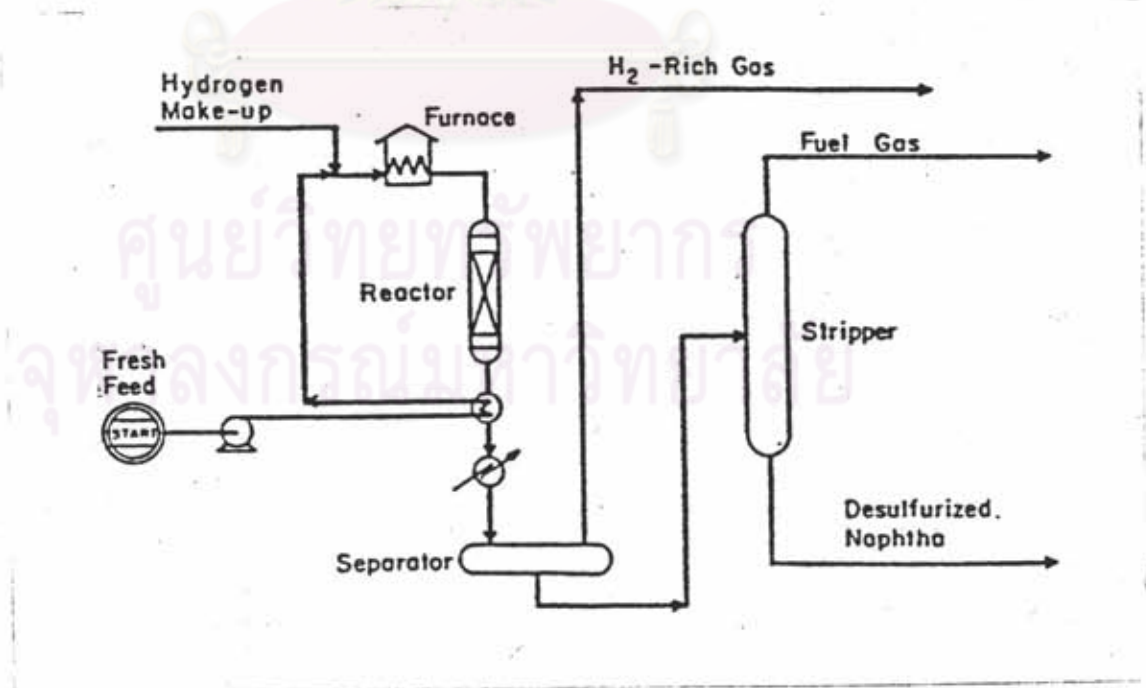 H2-Rich Gas
Hydrogen
Make-up
Furnace
Fuel Gas
ศูนย์วิทยทรัพยากร
Reactor
Stripper
จุฬาลงกรณ์มหาวิทยาลัย
Fresh
Feed
START
Desulfurized.
Naphtha
Separator